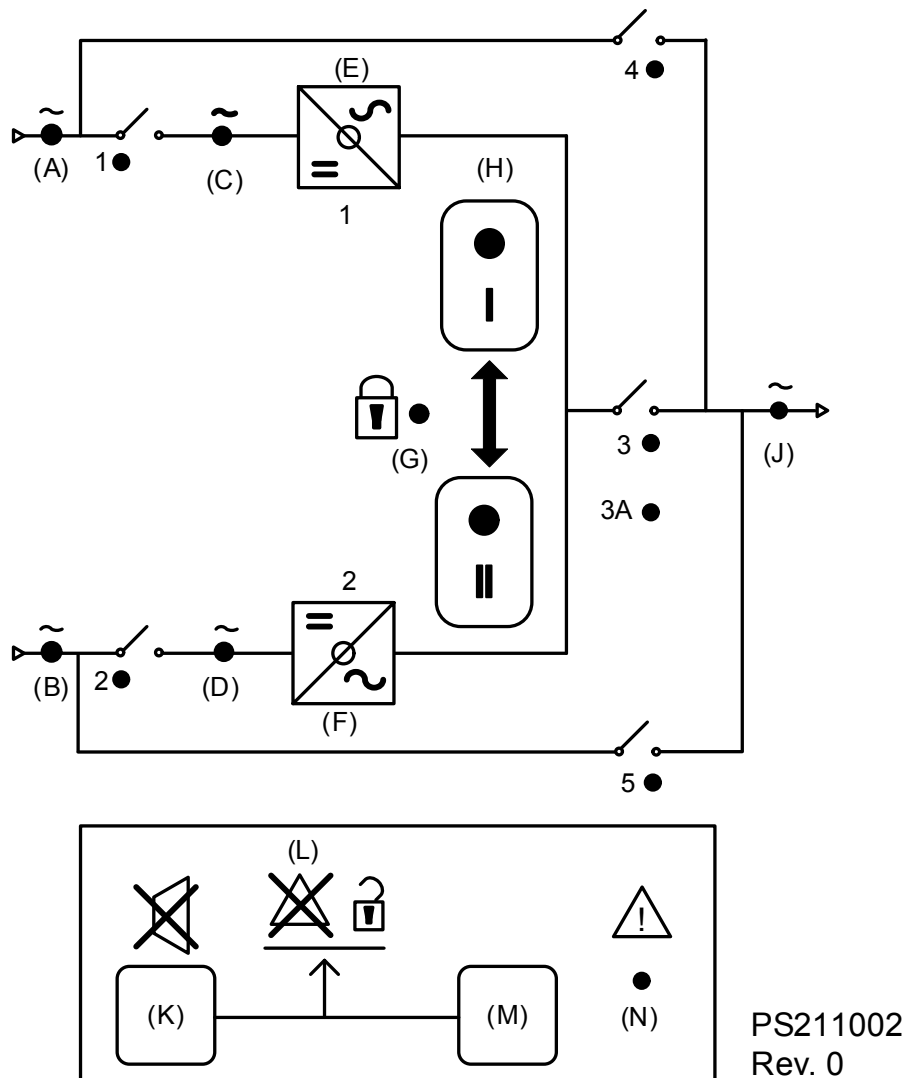 4
(E)
(A)
1
(C)
1
(H)
I
(G)
3
(J)
3A
II
2
(B)
2
(D)
(F)
5
(L)
!
(K)
(M)
(N)
PS211002
Rev. 0